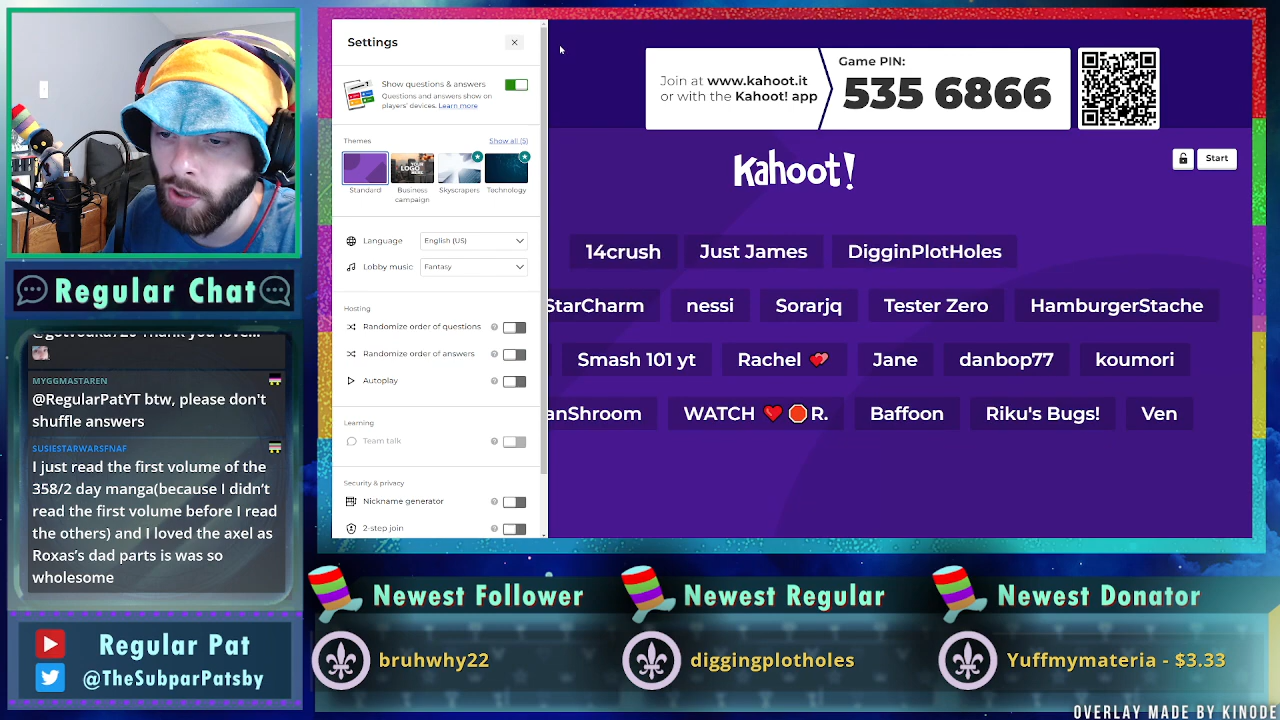 Settings
Show questions & answers
Questions and answers show on
players' devices. Learn more
Themes
Show all (5)
Standard
Business
campaign
Skyscrapers
Technology
Language
English (US)
Lobby music
Fantasy
Hosting
Randomize order of questions
Randomize order of answers
Autoplay
Learning
Team talk
Security & privacy
Nickname generator
2-step join
Join at www.kahoot.it
or with the Kahoot! app
Game PIN:
535 6866
Kahoot!
Start
14crush
Just James
DigginPlotHoles
StarCharm
nessi
Sorarjq
Tester Zero
HamburgerStache
Smash 101 yt
Rachel 💕
Jane
danbop77
koumori
anShroom
WATCH ❤️🛑R.
Baffoon
Riku's Bugs!
Ven
Regular Chat
MYGGMASTAREN
@RegularPatYT btw, please don't
shuffle answers
SUSIESTARWARSFNAF
I just read the first volume of the
358/2 day manga(because I didn't
read the first volume before I read
the others) and I loved the axel as
Roxas's dad parts is was so
wholesome
Regular Pat
@TheSubparPatsby
Newest Follower
bruhwhy22
Newest Regular
diggingplotholes
Newest Donator
Yuffmymateria - $3.33
OVERLAY MADE BY KINODE